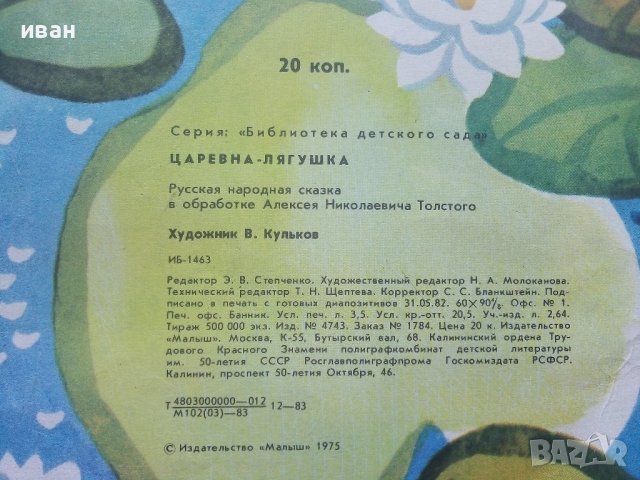 иван
20 коп.
Серия: «Библиотека детского сада»
ЦАРЕВНА-ЛЯГУШКА
Русская народная сказка
в обработке Алексея Николаевича Толстого
Художник В. Кульков
ИБ-1463
Редактор Э. В. Степченко. Художественный редактор Н. А. Молоканова.
Технический редактор Т. Н. Щептева. Корректор С. С. Бланкштейн. Под-
писано в печать с готовых диапозитивов 31.05.82. 60×90⅛. Офс. № 1.
Печ. офс. Банник. Усл. печ. л. 3,5. Усл. кр.-отт. 20,5. Уч.-изд. л. 2,64.
Тираж 500 000 экз. Изд. № 4743. Заказ № 1784. Цена 20 к. Издательство
«Малыш». Москва, К-55, Бутырский вал, 68. Калининский ордена Тру-
дового Красного Знамени полиграфкомбинат детской литературы
им. 50-летия СССР Росглавполиграфпрома Госкомиздата РСФСР.
Калинин, проспект 50-летия Октября, 46.
Т 4803000000—012 12—83
М102(03)—83
© Издательство «Малыш» 1975
BAZAR